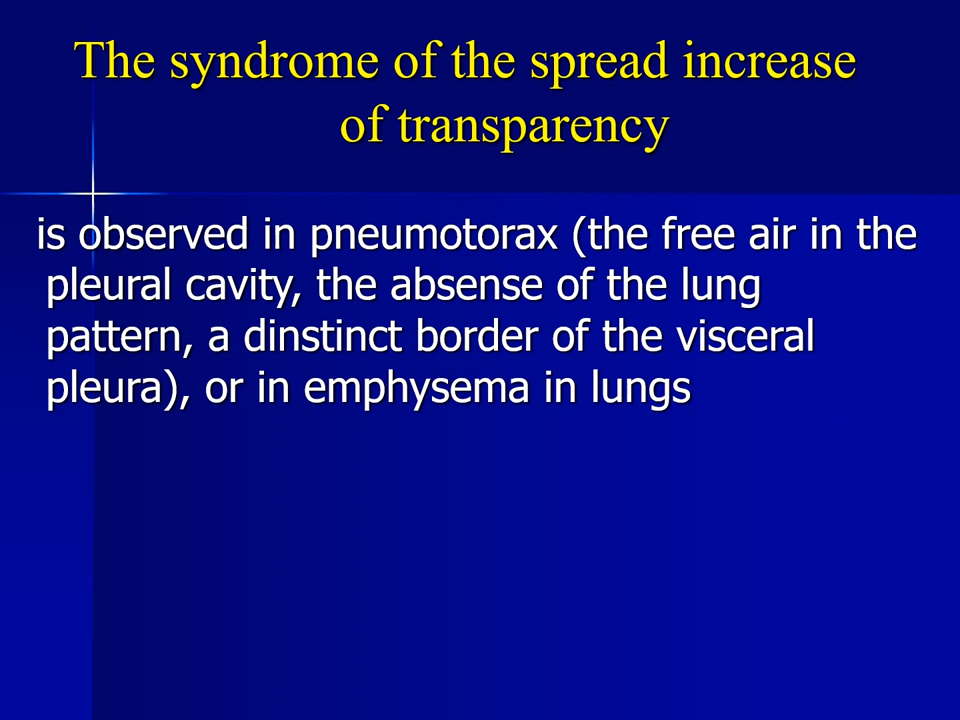 The syndrome of the spread increase
of transparency
is observed in pneumotorax (the free air in the
pleural cavity, the absense of the lung
pattern, a dinstinct border of the visceral
pleura), or in emphysema in lungs